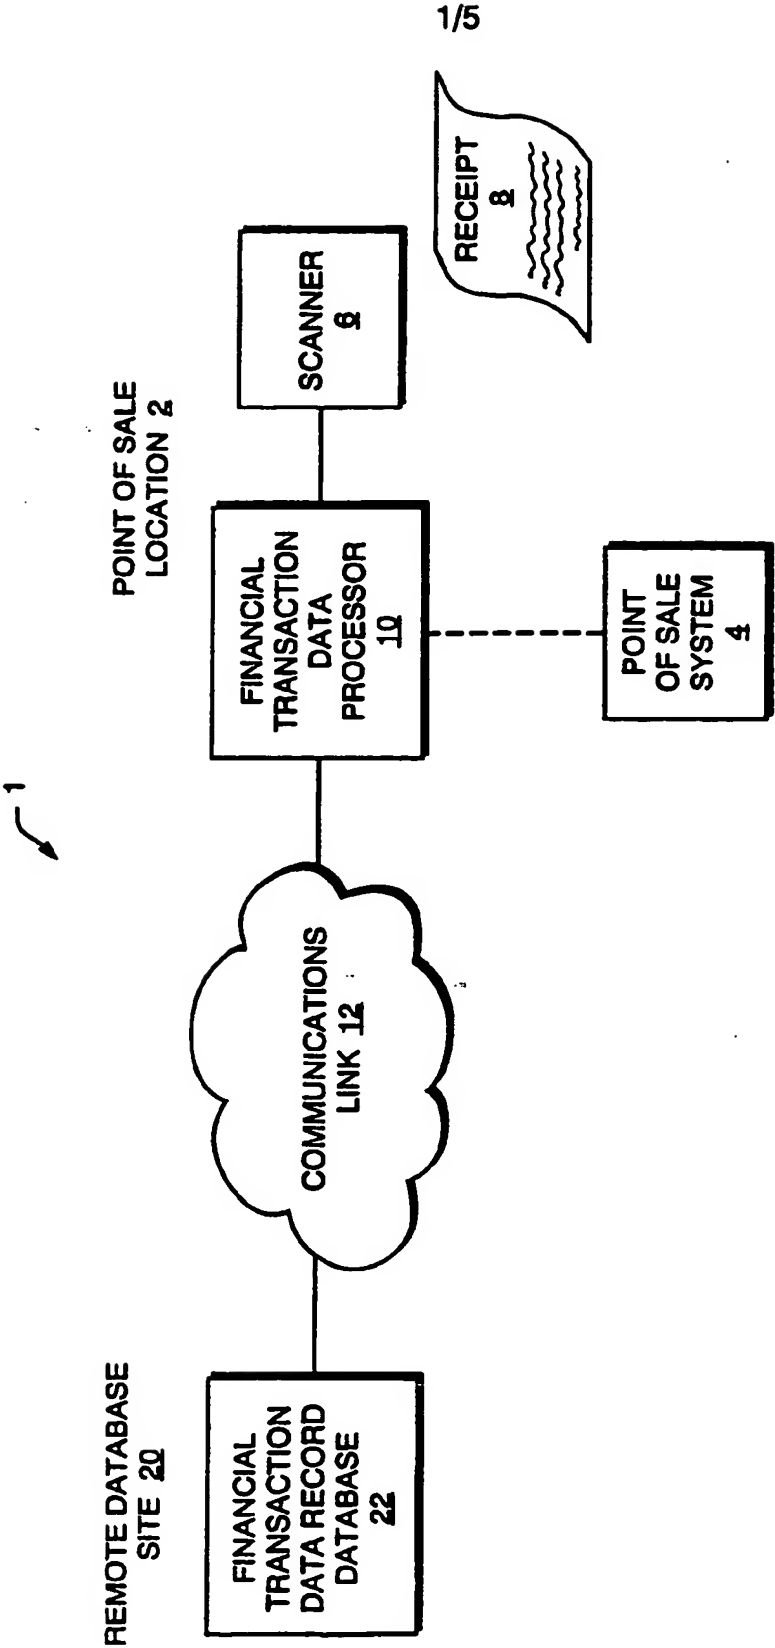 1/5
1
REMOTE DATABASE
SITE 20
FINANCIAL
TRANSACTION
DATA RECORD
DATABASE
22
COMMUNICATIONS
LINK 12
POINT OF SALE
LOCATION 2
FINANCIAL
TRANSACTION
DATA
PROCESSOR
10
SCANNER
6
RECEIPT
8
POINT
OF SALE
SYSTEM
4